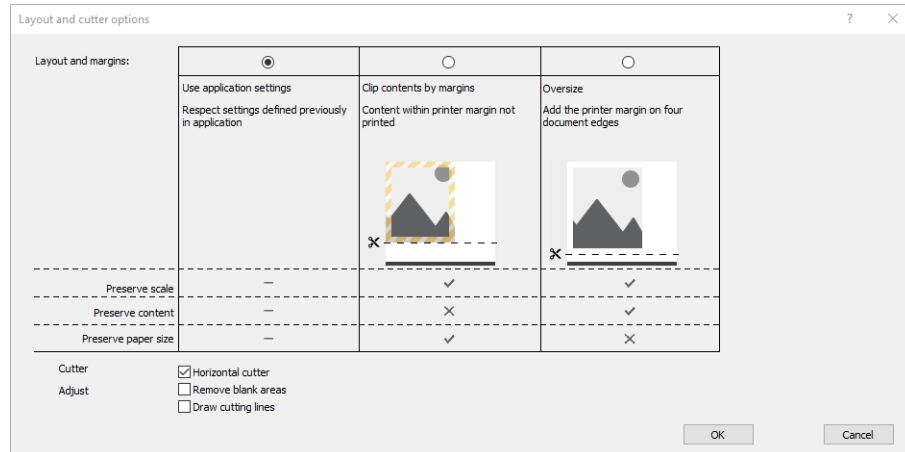 Layout and cutter options
Layout and margins:
Use application settings
Respect settings defined previously
in application
Clip contents by margins
Content within printer margin not
printed
Oversize
Add the printer margin on four
document edges
Preserve scale
Preserve content
Preserve paper size
Cutter
Horizontal cutter
Adjust
Remove blank areas
Draw cutting lines
OK
Cancel